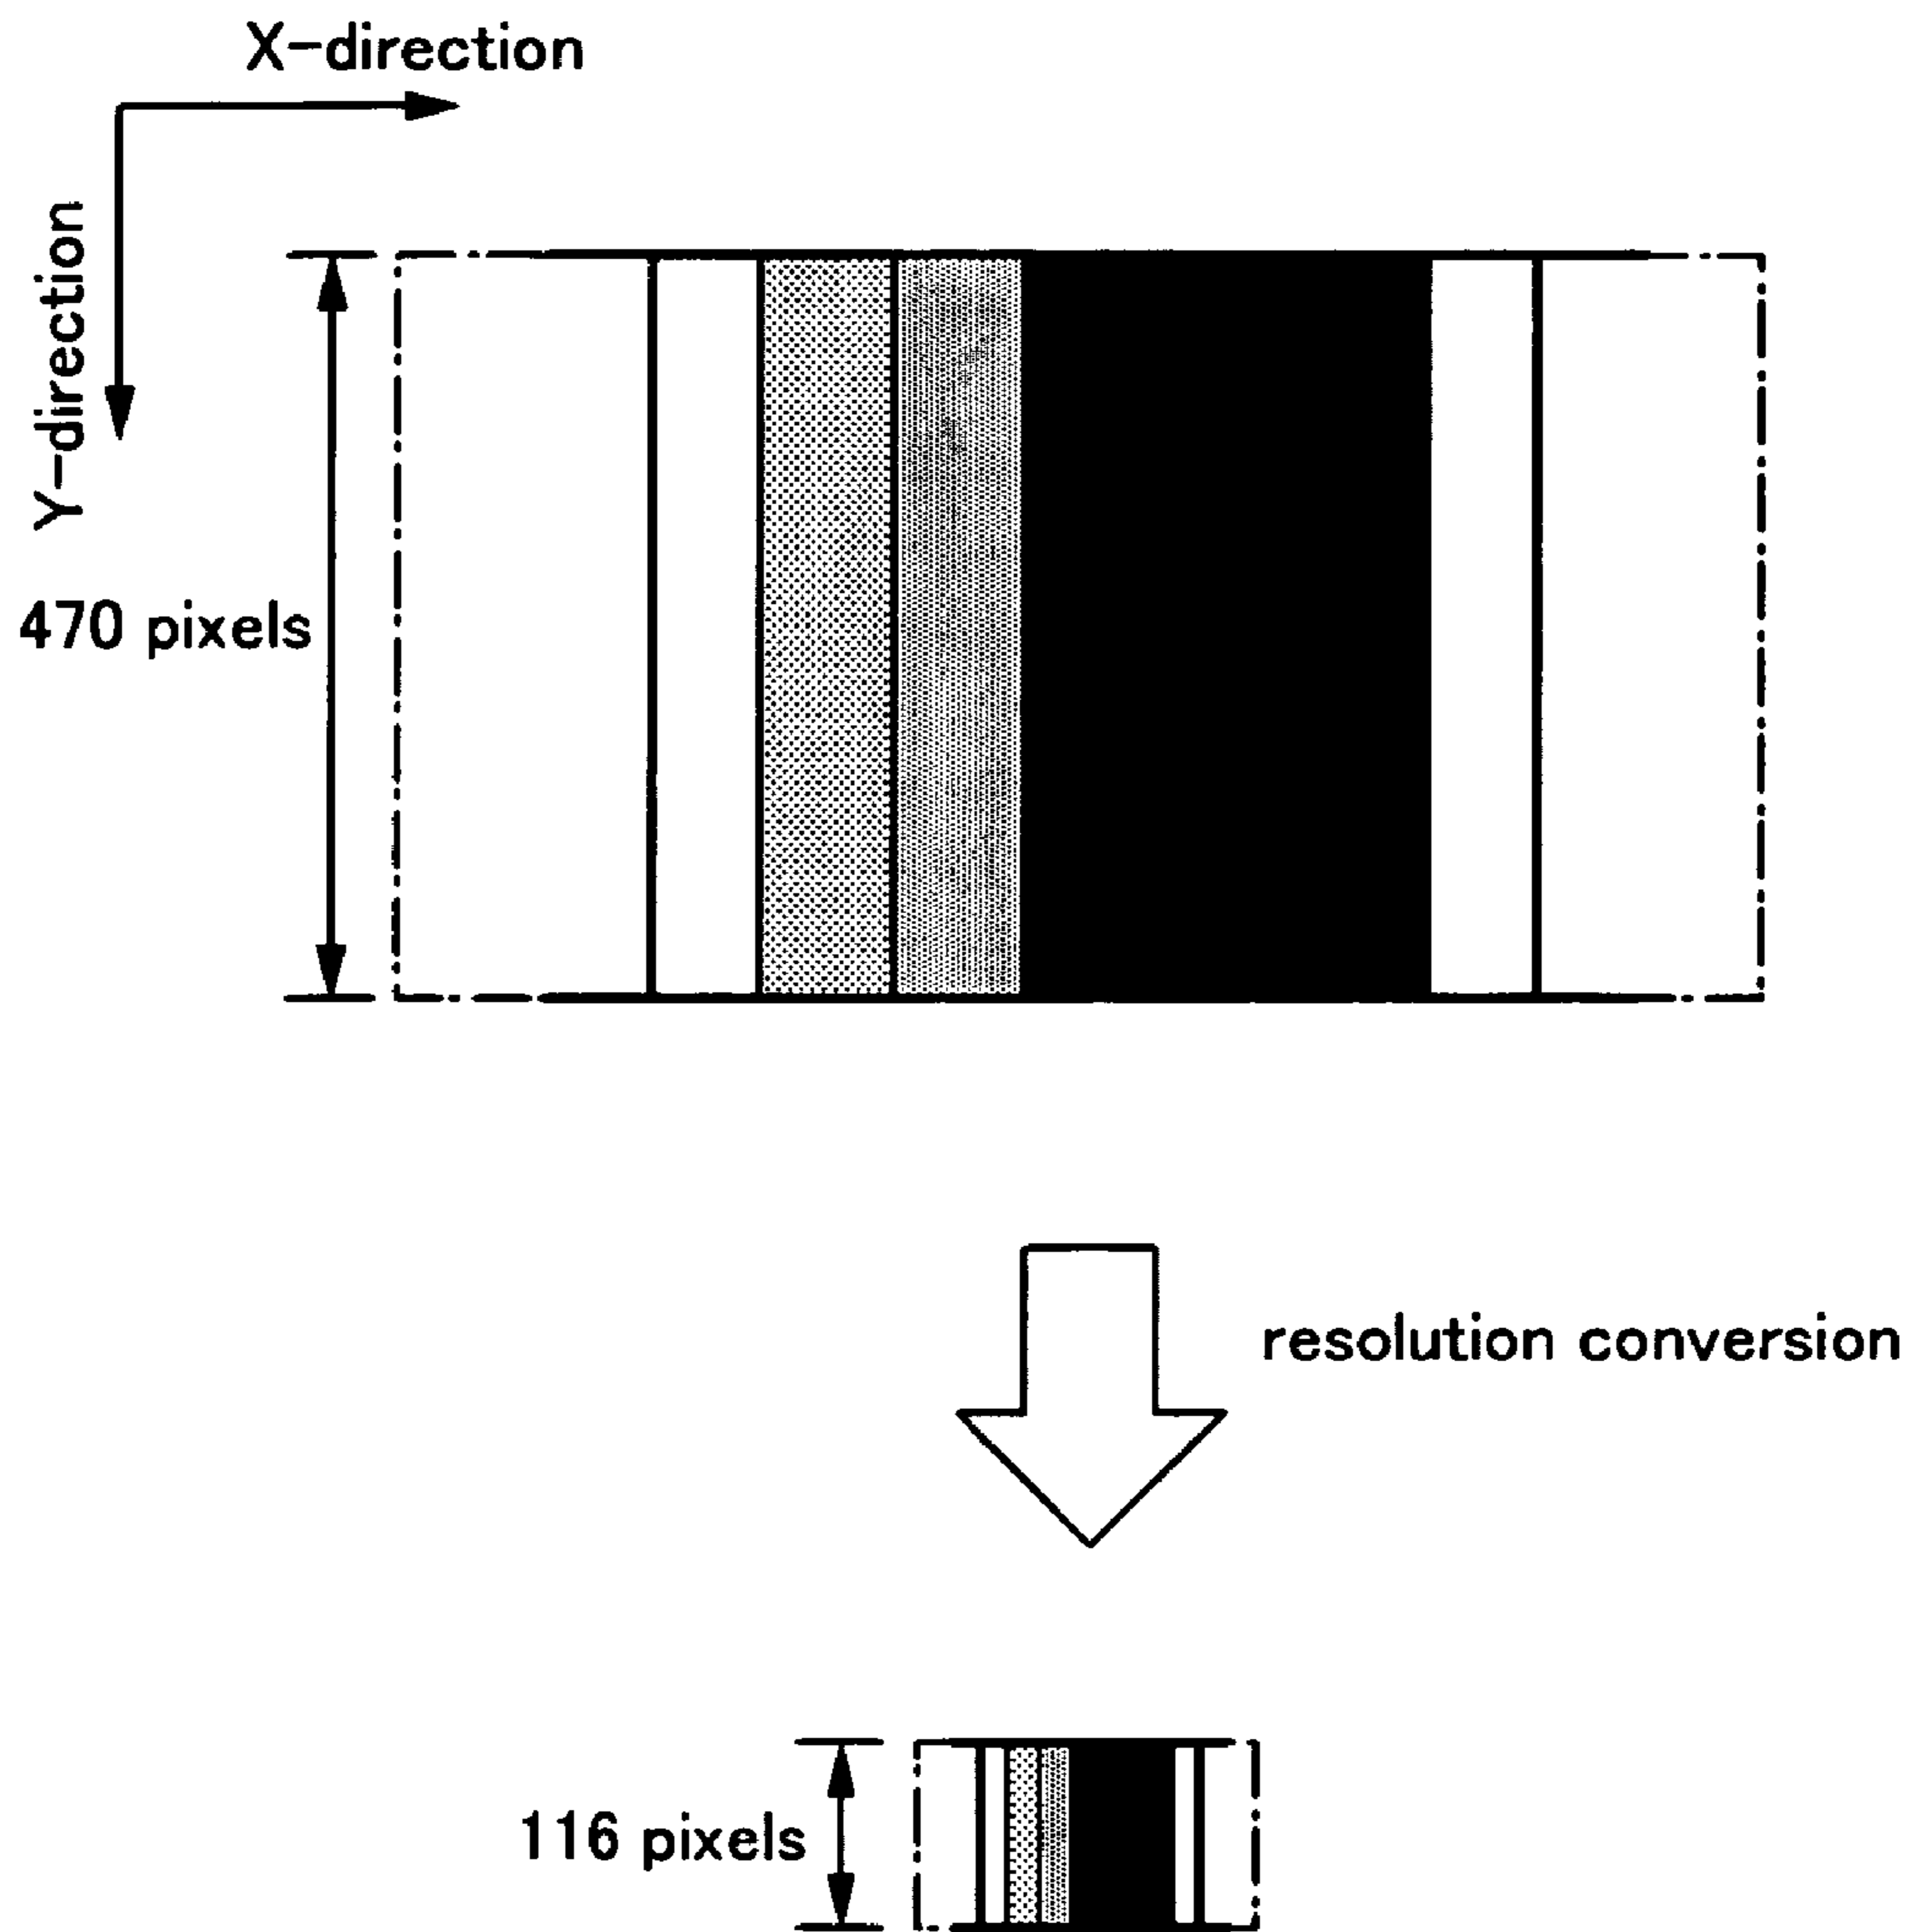 X-direction
Y-direction
470 pixels
resolution conversion
116 pixels